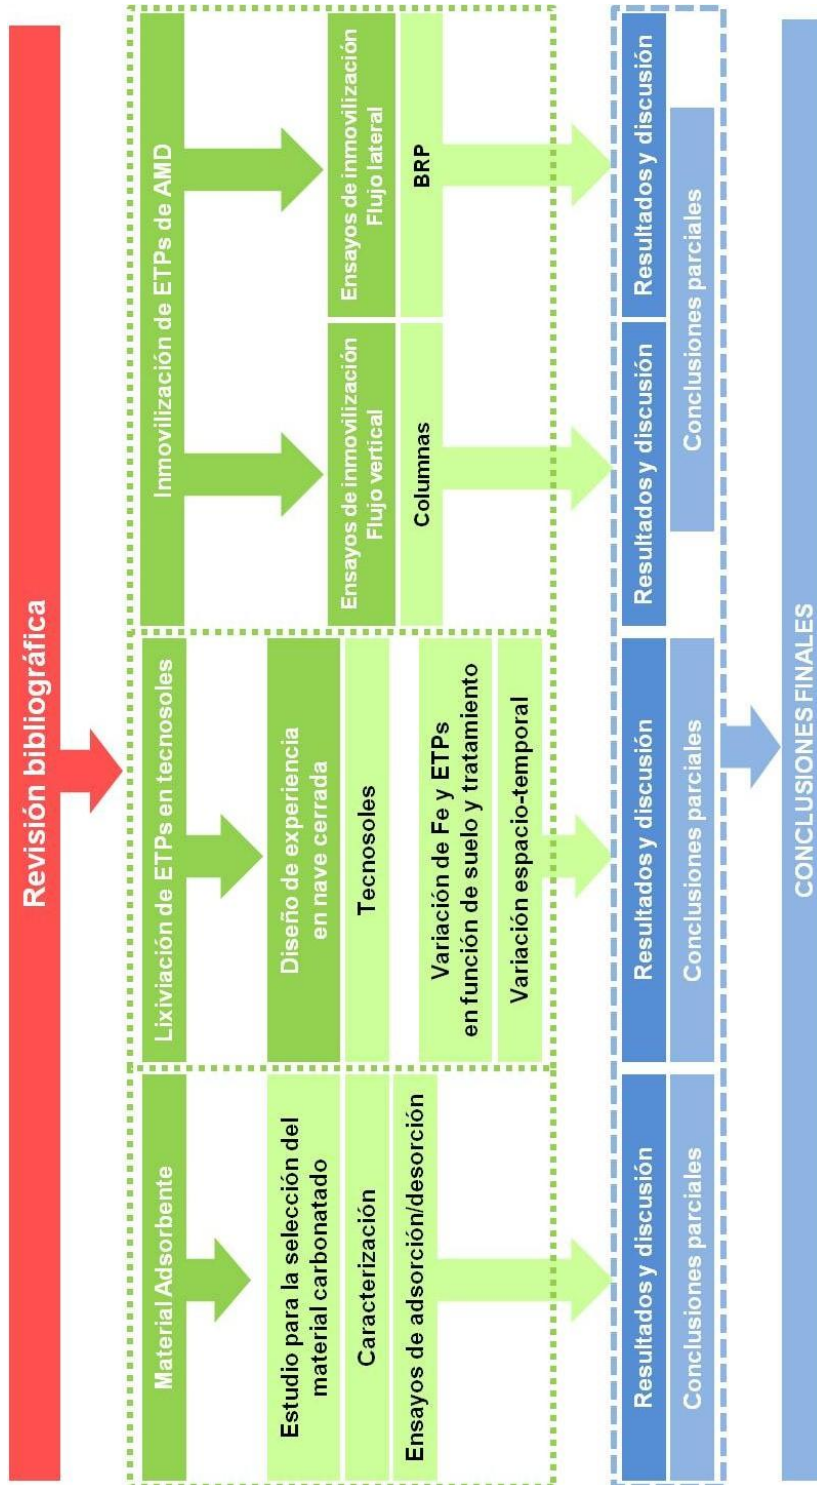 Revisión bibliográfica
Material Adsorbente
Estudio para la selección del
material carbonatado
Caracterización
Ensayos de adsorción/desorción
Resultados y discusión
Conclusiones parciales
Lixiviación de ETPs en tecnosoles
Diseño de experiencia
en nave cerrada
Tecnosoles
Variación de Fe y ETPs
en función de suelo y tratamiento
Variación espacio-temporal
Resultados y discusión
Conclusiones parciales
Inmovilización de ETPs de AMD
Ensayos de inmovilización
Flujo vertical
Columnas
Resultados y discusión
Ensayos de inmovilización
Flujo lateral
BRP
Resultados y discusión
Conclusiones parciales
CONCLUSIONES FINALES